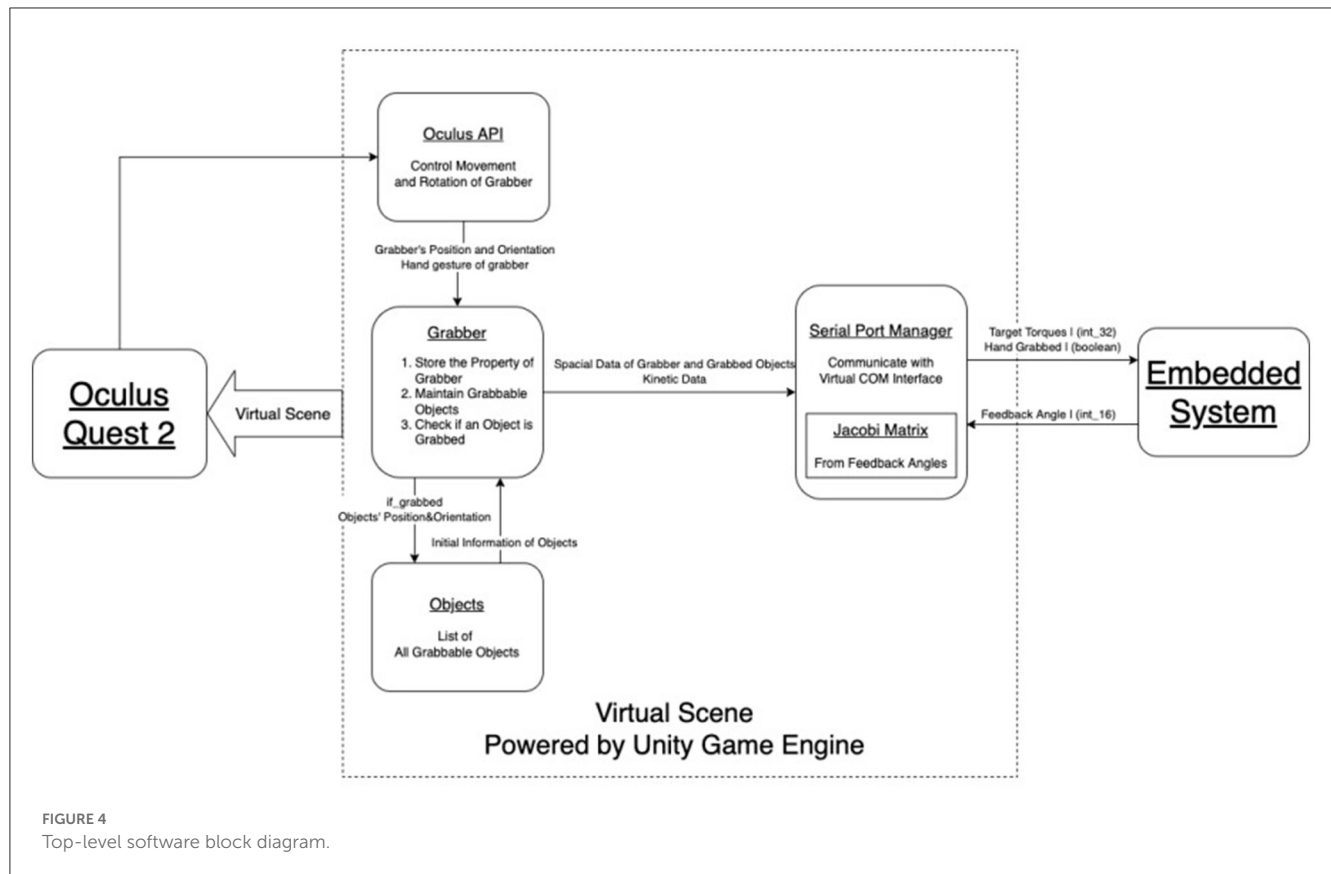 Oculus API
Control Movement
and Rotation of Grabber
Grabber's Position and Orientation
Hand gesture of grabber
Grabber
1. Store the Property of
Grabber
2. Maintain Grabbable
Objects
3. Check if an Object is
Grabbed
Oculus
Quest 2
Virtual Scene
Spacial Data of Grabber and Grabbed Objects
Kinetic Data
Serial Port Manager
Communicate with
Virtual COM Interface
Jacobi Matrix
From Feedback Angles
Target Torques I (int_32)
Hand Grabbed I (boolean)
Feedback Angle I (int_16)
Embedded
System
if_grabbed
Objects' Position&Orientation
Initial Information of Objects
Objects
List of
All Grabbable Objects
Virtual Scene
Powered by Unity Game Engine
FIGURE 4
Top-level software block diagram.